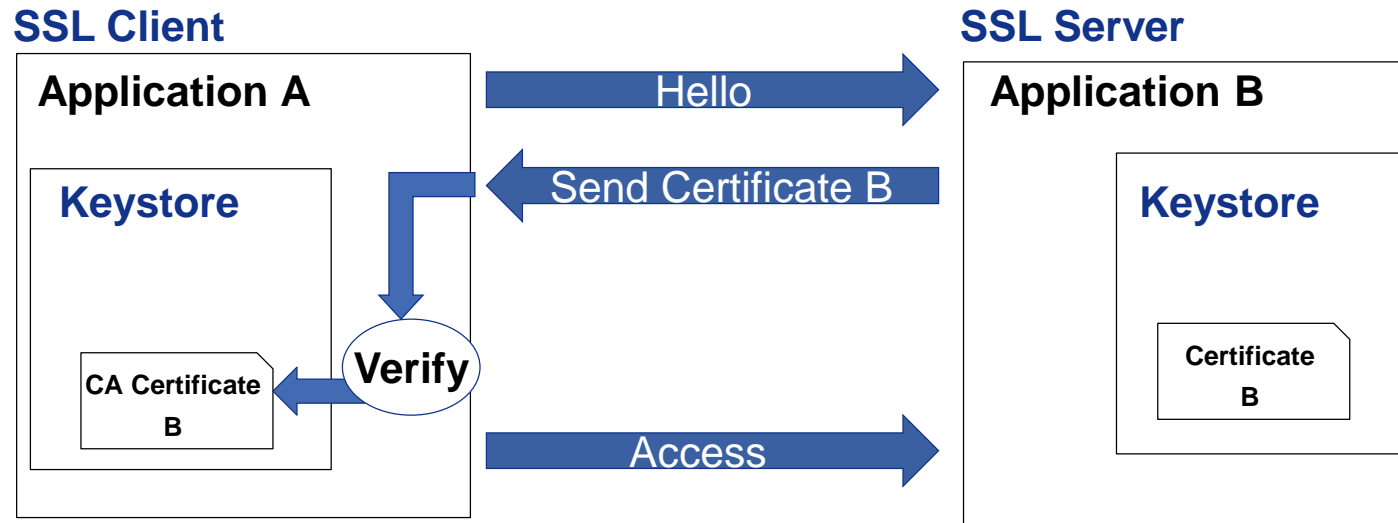 SSL Client
SSL Server
Application A
Hello
Application B
Send Certificate B
Keystore
Keystore
Verify
CA Certificate
B
Certificate
B
Access